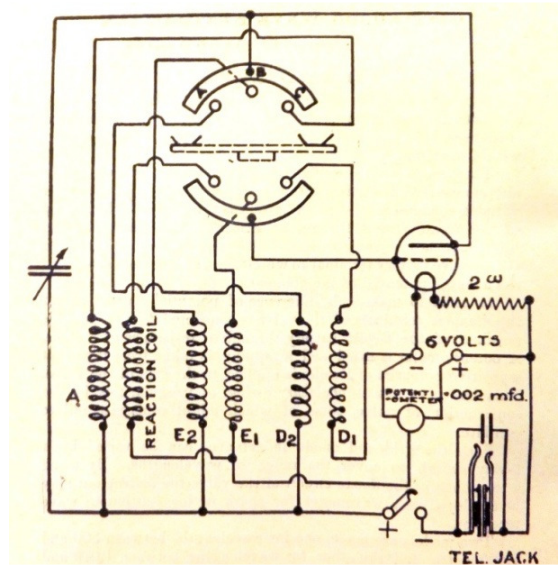 A
B
C
2 ω
6 VOLTS
- +
POTENTI-
OMETER
.002 mfd.
A
REACTION COIL
E2
E1
D2
D1
+ -
TEL. JACK